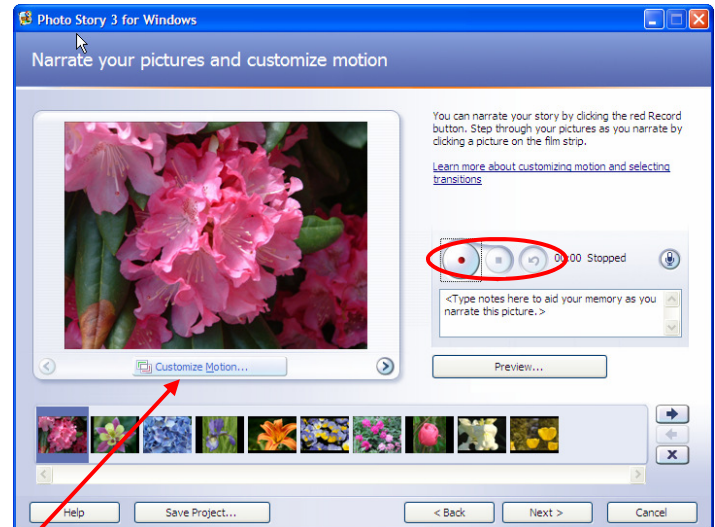 Photo Story 3 for Windows
Narrate your pictures and customize motion
You can narrate your story by clicking the red Record
button. Step through your pictures as you narrate by
clicking a picture on the film strip.
Learn more about customizing motion and selecting
transitions
00:00 Stopped
<Type notes here to aid your memory as you
narrate this picture.>
Customize Motion...
Preview...
Help
Save Project...
< Back
Next >
Cancel